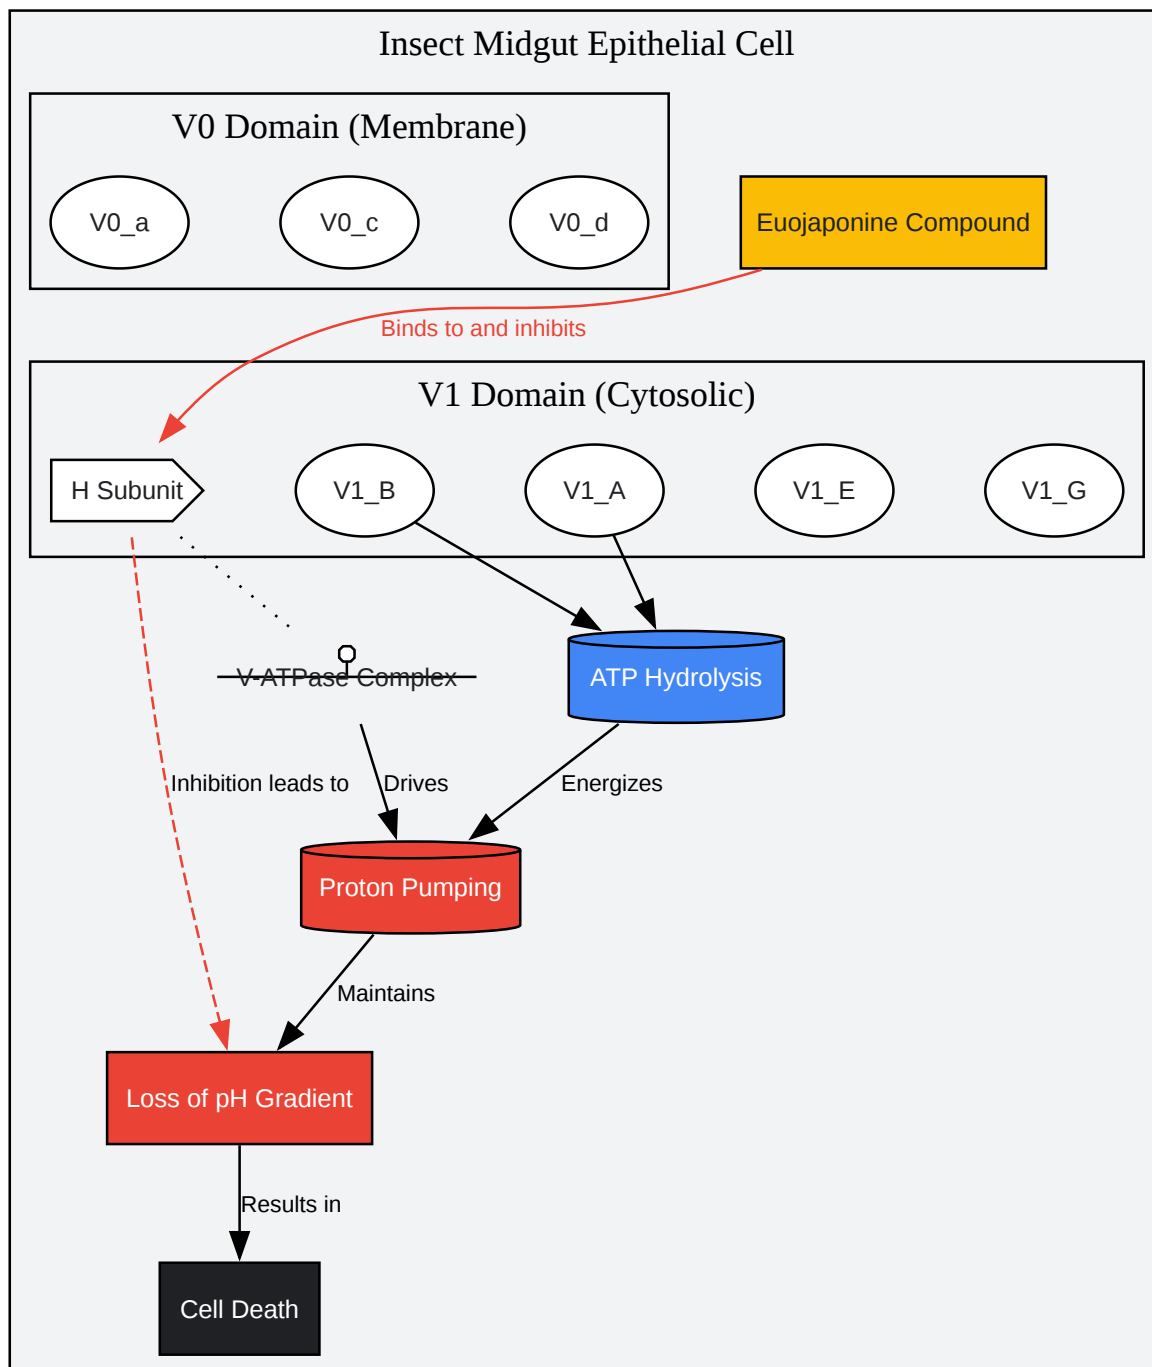 Insect Midgut Epithelial Cell
V0 Domain (Membrane)
V0_a
V0_c
V0_d
Euojaponine Compound
Binds to and inhibits
V1 Domain (Cytosolic)
H Subunit
V1_B
V1_A
V1_E
V1_G
V-ATPase Complex
ATP Hydrolysis
Inhibition leads to
Drives
Energizes
Proton Pumping
Maintains
Loss of pH Gradient
Results in
Cell Death